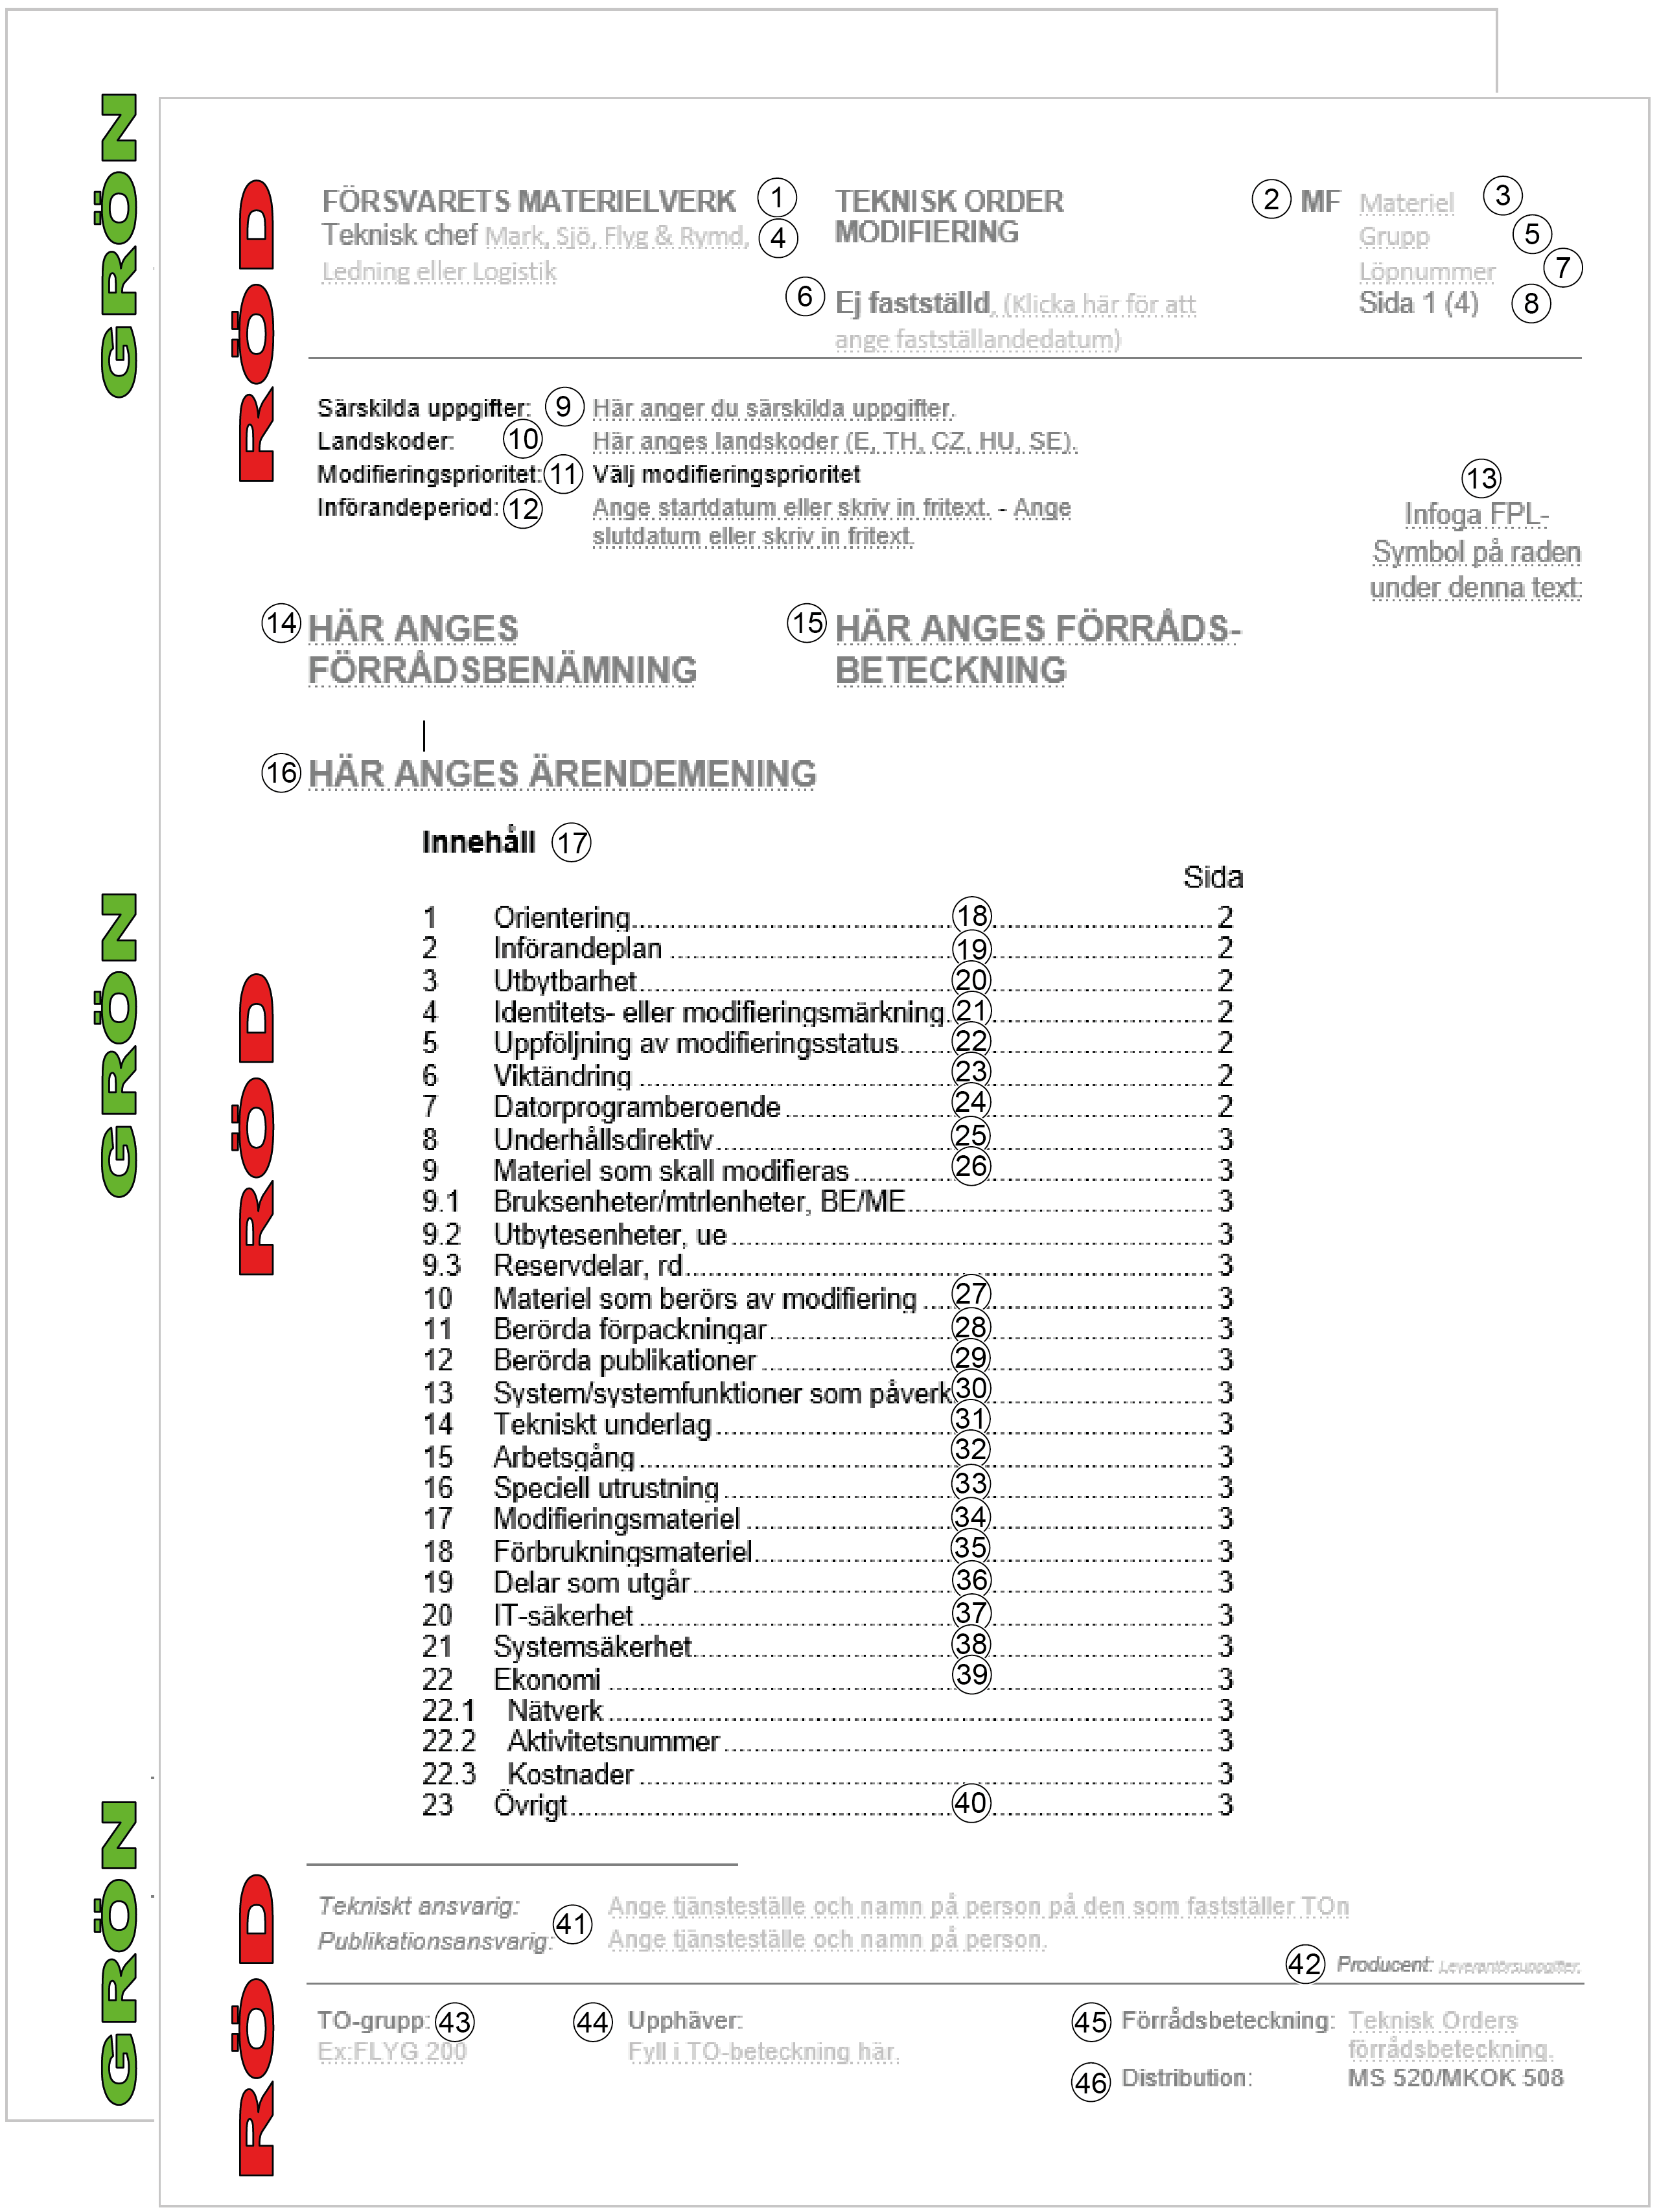 GRÖN
GRÖN
GRÖN
RÖD
RÖD
RÖD
FÖRSVARETS MATERIELVERK 1 TEKNISK ORDER 2 MF Materiel 3
Teknisk chef Mark, Sjö, Flyg & Rymd, 4 MODIFIERING Grupp 5
Ledning eller Logistik Löpnummer 7
6 Ej fastställd, (Klicka här för att Sida 1 (4) 8
ange fastställandedatum)
Särskilda uppgifter: 9 Här anger du särskilda uppgifter.
Landskoder: 10 Här anges landskoder (E, TH, CZ, HU, SE).
Modifieringsprioritet: 11 Välj modifieringsprioritet
Införandeperiod: 12 Ange startdatum eller skriv in fritext. - Ange
slutdatum eller skriv in fritext.
13
Infoga FPL-
Symbol på raden
under denna text:
14 HÄR ANGES 15 HÄR ANGES FÖRRÅDS-
FÖRRÅDSBENÄMNING BETECKNING
16 HÄR ANGES ÄRENDEMENING
Innehåll 17
Sida
1 Orientering 18 2
2 Införandeplan 19 2
3 Utbytbarhet 20 2
4 Identitets- eller modifieringsmärkning 21 2
5 Uppföljning av modifieringsstatus 22 2
6 Viktändring 23 2
7 Datorprogramberoende 24 2
8 Underhållsdirektiv 25 3
9 Materiel som skall modifieras 26 3
9.1 Bruksenheter/mtrlenheter, BE/ME 3
9.2 Utbytesenheter, ue 3
9.3 Reservdelar, rd 3
10 Materiel som berörs av modifiering 27 3
11 Berörda förpackningar 28 3
12 Berörda publikationer 29 3
13 System/systemfunktioner som påverk 30 3
14 Tekniskt underlag 31 3
15 Arbetsgång 32 3
16 Speciell utrustning 33 3
17 Modifieringsmateriel 34 3
18 Förbrukningsmateriel 35 3
19 Delar som utgår 36 3
20 IT-säkerhet 37 3
21 Systemsäkerhet 38 3
22 Ekonomi 39 3
22.1 Nätverk 3
22.2 Aktivitetsnummer 3
22.3 Kostnader 3
23 Övrigt 40 3
Tekniskt ansvarig: Ange tjänsteställe och namn på person på den som fastställer TOn
Publikationsansvarig: 41 Ange tjänsteställe och namn på person.
42 Producent: Leverantörsuppgifter.
TO-grupp: 43 44 Upphäver: 45 Förrådsbeteckning: Teknisk Orders
Ex:FLYG 200 Fyll i TO-beteckning här. förrådsbeteckning.
46 Distribution: MS 520/MKOK 508